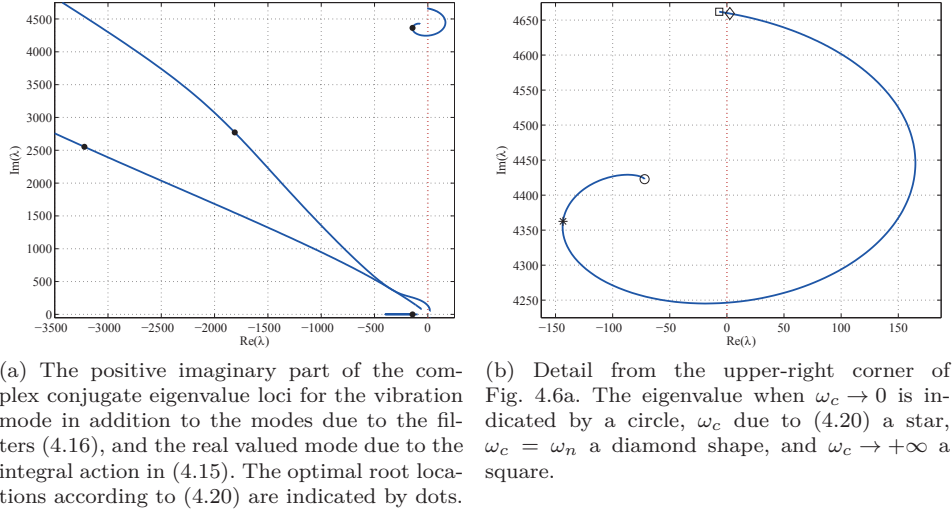 4500
4000
3500
3000
2500
2000
1500
1000
500
0
Im(λ)
−3500 −3000 −2500 −2000 −1500 −1000 −500 0
Re(λ)
4650
4600
4550
4500
4450
4400
4350
4300
4250
Im(λ)
−150 −100 −50 0 50 100 150
Re(λ)
(a) The positive imaginary part of the com-
plex conjugate eigenvalue loci for the vibration
mode in addition to the modes due to the fil-
ters (4.16), and the real valued mode due to the
integral action in (4.15). The optimal root loca-
tions according to (4.20) are indicated by dots.
(b) Detail from the upper-right corner of
Fig. 4.6a. The eigenvalue when ω_c → 0 is in-
dicated by a circle, ω_c due to (4.20) a star,
ω_c = ω_n a diamond shape, and ω_c → +∞ a
square.